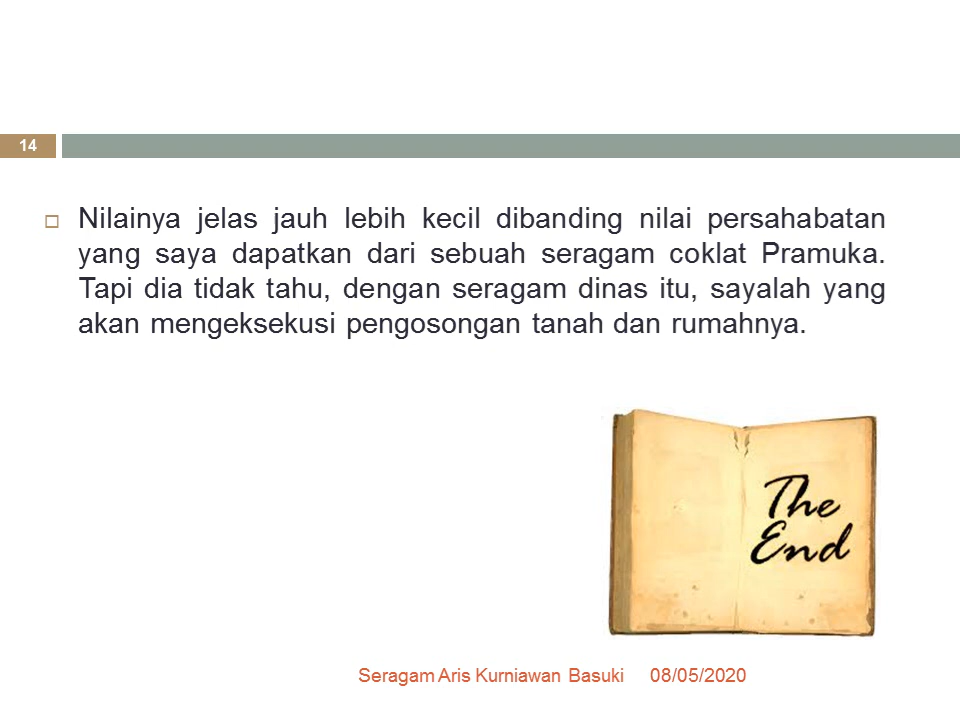 14
Nilainya jelas jauh lebih kecil dibanding nilai persahabatan
yang saya dapatkan dari sebuah seragam coklat Pramuka.
Tapi dia tidak tahu, dengan seragam dinas itu, sayalah yang
akan mengeksekusi pengosongan tanah dan rumahnya.
The
End
Seragam Aris Kurniawan Basuki 08/05/2020